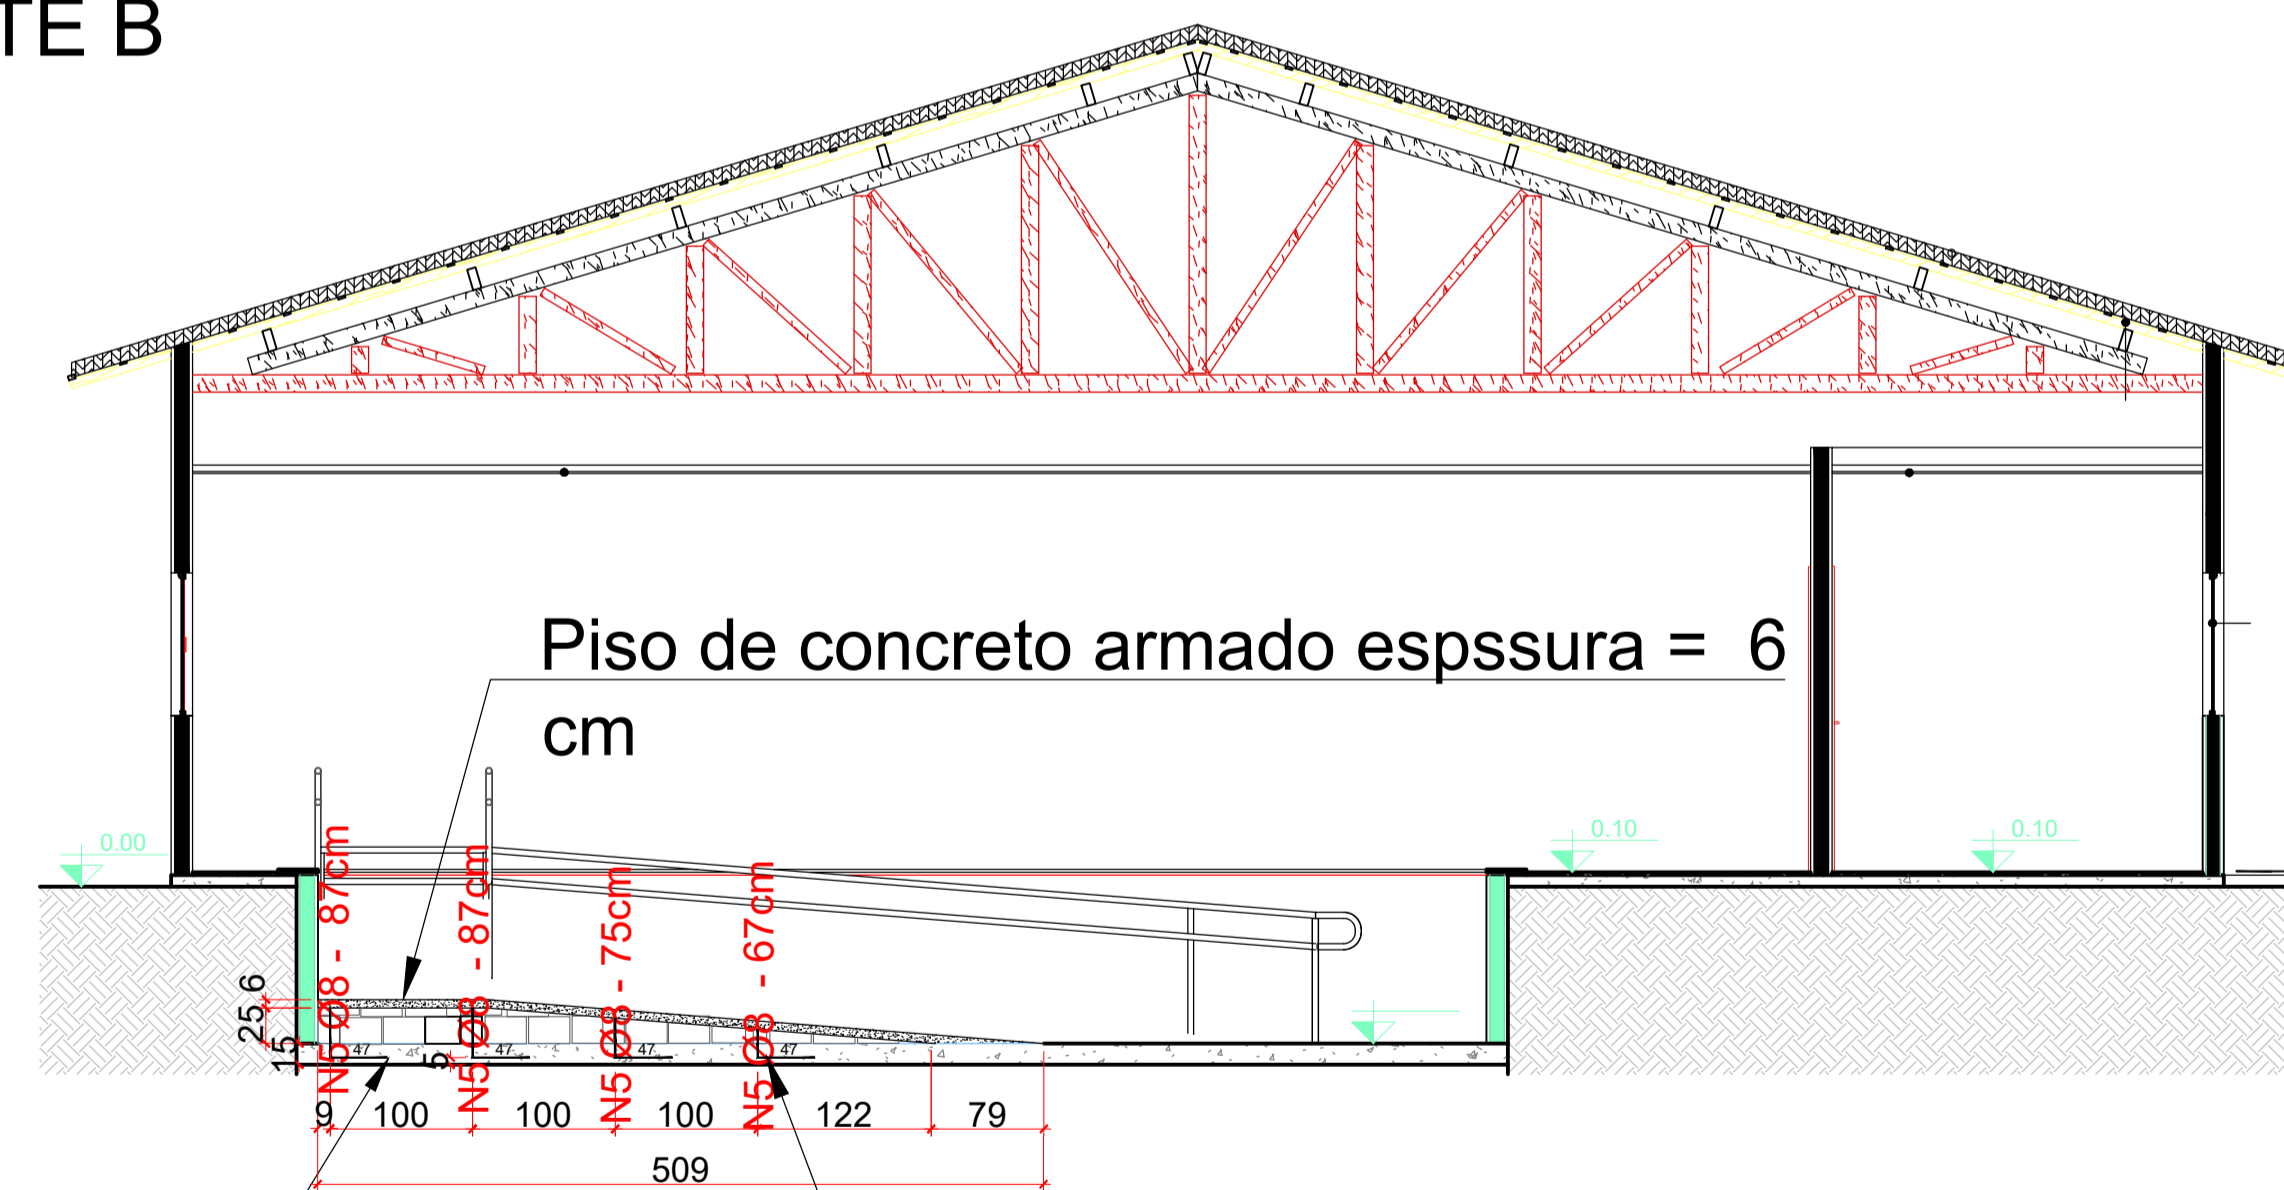 TE B
Piso de concreto armado espssura = 6
cm
0.00
0.10
0.10
N5 Ø8 - 87cm
N5 Ø8 - 87cm
N5 Ø8 - 75cm
N5 Ø8 - 67cm
6
25
15
5
47
47
47
47
9
100
100
100
122
79
509